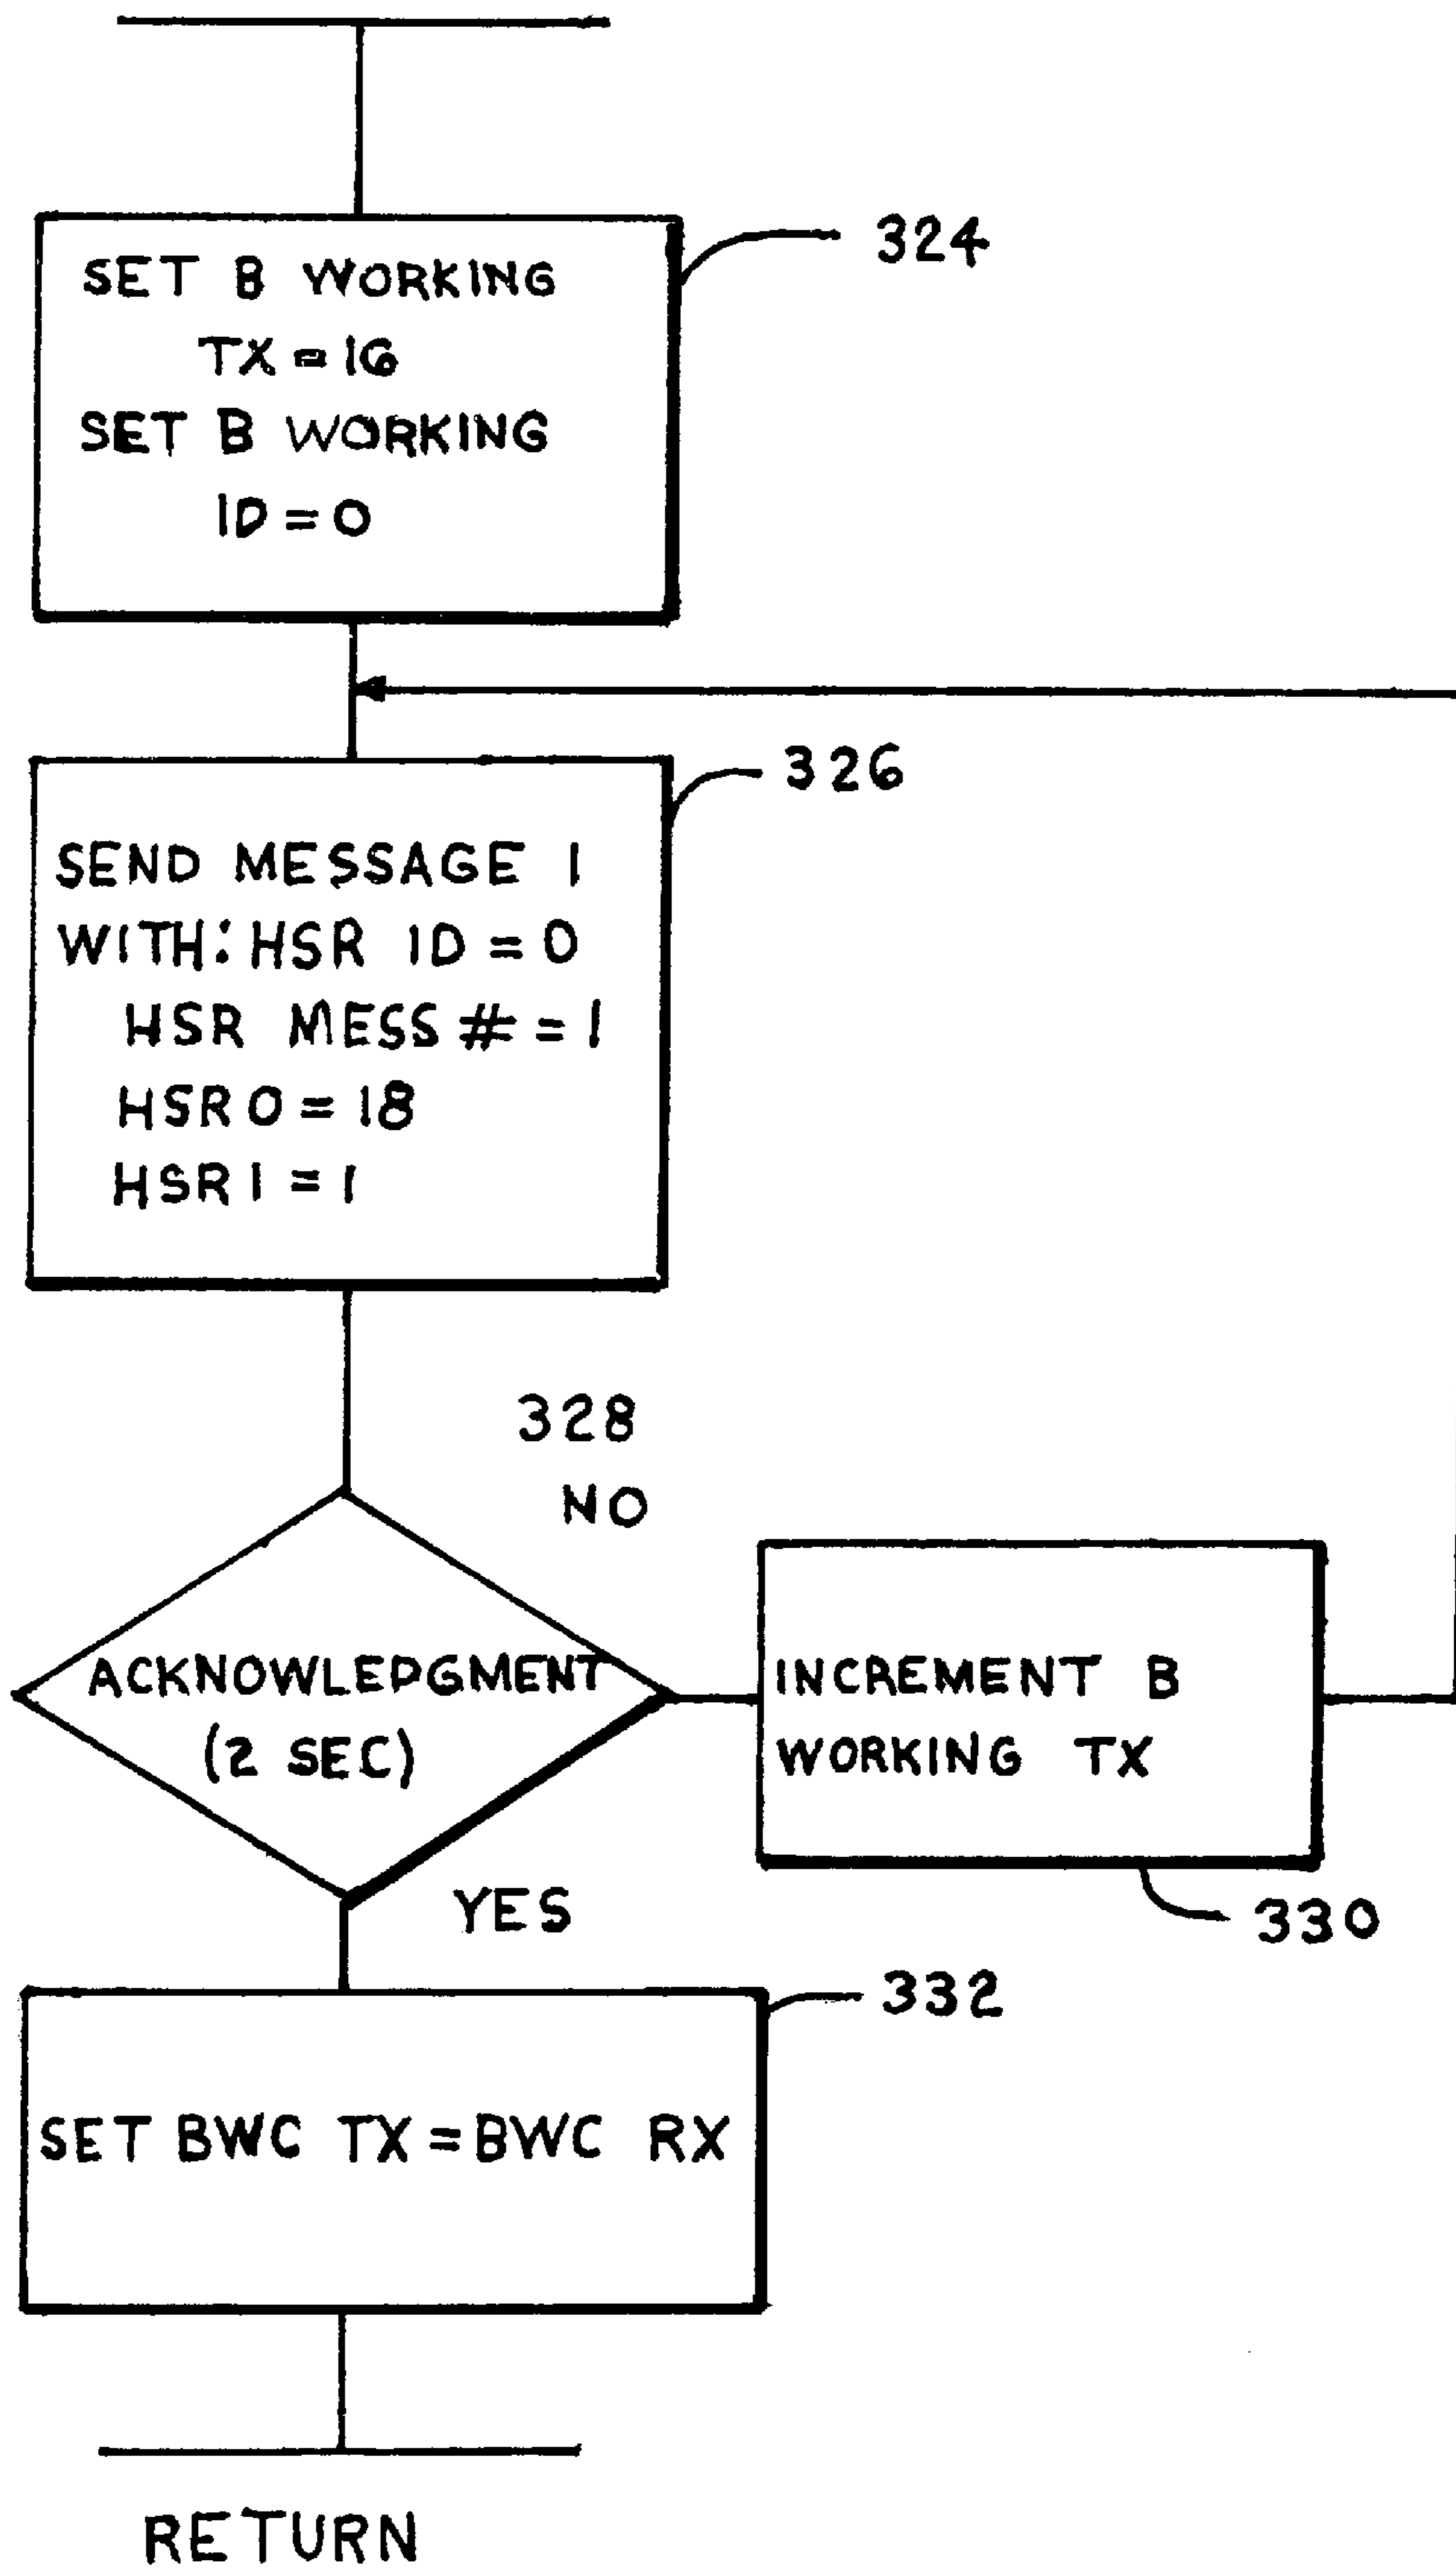 324
SET B WORKING
TX = 16
SET B WORKING
ID = 0
326
SEND MESSAGE 1
WITH: HSR ID = 0
HSR MESS # = 1
HSR 0 = 18
HSR 1 = 1
328
NO
ACKNOWLEDGMENT
(2 SEC)
INCREMENT B
WORKING TX
YES
330
332
SET BWC TX = BWC RX
RETURN